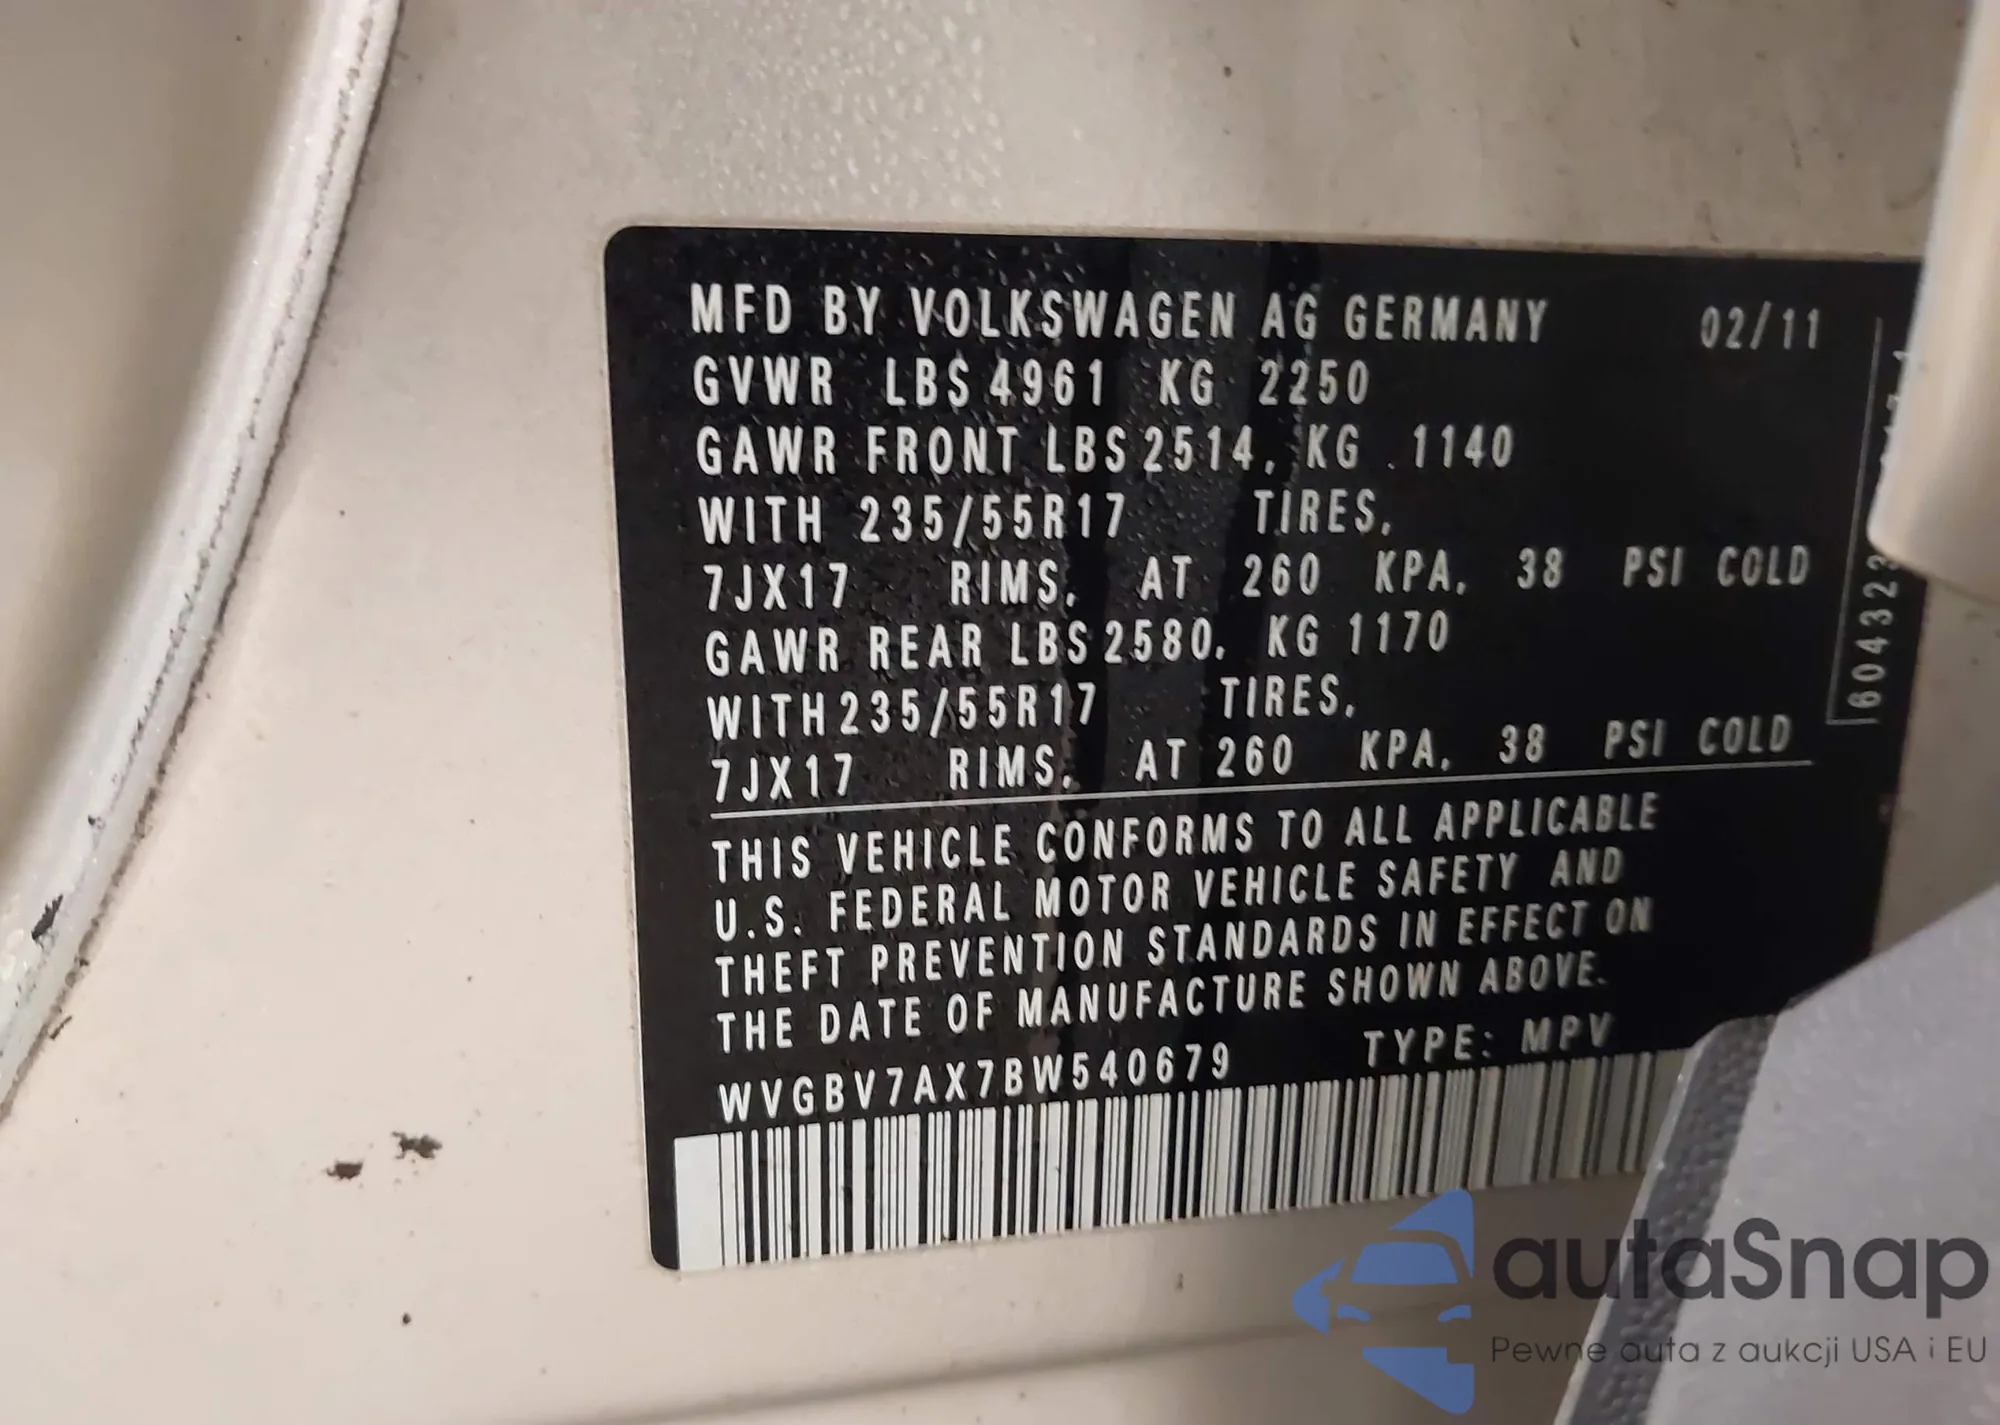 MFD BY VOLKSWAGEN AG GERMANY 02/11
GVWR LBS 4961 KG 2250
GAWR FRONT LBS 2514, KG 1140
WITH 235/55R17 TIRES,
7JX17 RIMS, AT 260 KPA, 38 PSI COLD
GAWR REAR LBS 2580, KG 1170
WITH 235/55R17 TIRES,
7JX17 RIMS, AT 260 KPA, 38 PSI COLD
THIS VEHICLE CONFORMS TO ALL APPLICABLE
U.S. FEDERAL MOTOR VEHICLE SAFETY AND
THEFT PREVENTION STANDARDS IN EFFECT ON
THE DATE OF MANUFACTURE SHOWN ABOVE.
WVGBV7AX7BW540679 TYPE: MPV
autaSnap
Pewne auta z aukcji USA i EU